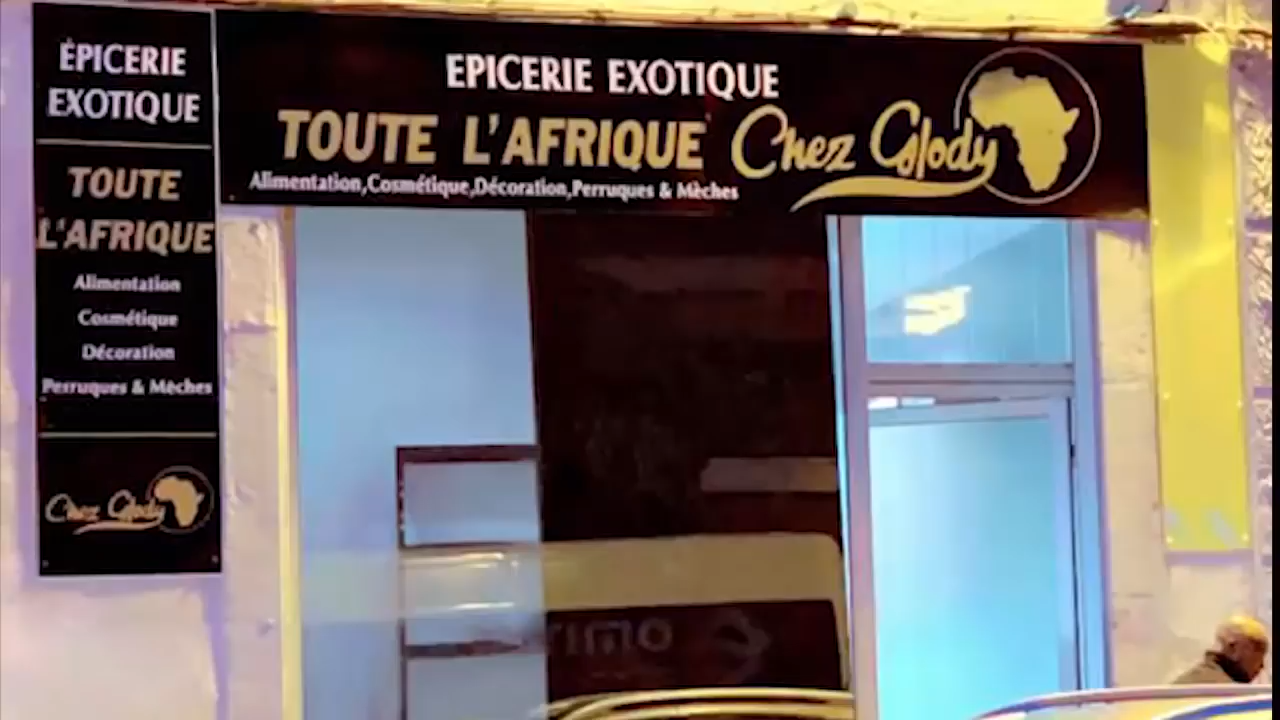 ÉPICERIE
EXOTIQUE
TOUTE
L'AFRIQUE
Alimentation
Cosmétique
Décoration
Perruques & Mèches
Chez Glody
EPICERIE EXOTIQUE
TOUTE L'AFRIQUE Chez Glody
Alimentation,Cosmétique,Décoration,Perruques & Mèches